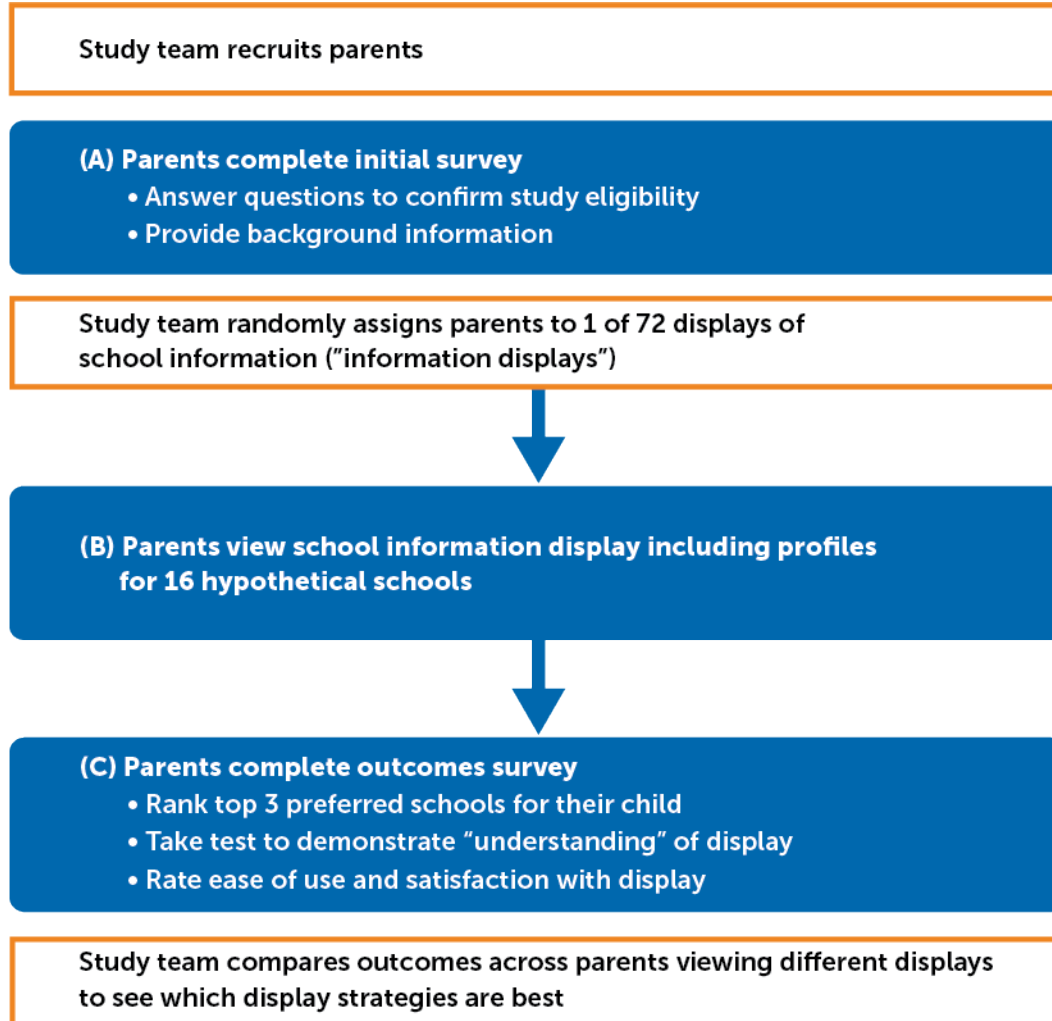 Study team recruits parents
(A) Parents complete initial survey
• Answer questions to confirm study eligibility
• Provide background information
Study team randomly assigns parents to 1 of 72 displays of
school information ("information displays")
(B) Parents view school information display including profiles
for 16 hypothetical schools
(C) Parents complete outcomes survey
• Rank top 3 preferred schools for their child
• Take test to demonstrate “understanding” of display
• Rate ease of use and satisfaction with display
Study team compares outcomes across parents viewing different displays
to see which display strategies are best